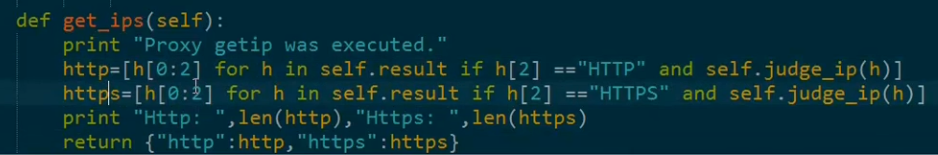 def get_ips(self):
    print "Proxy getip was executed."
    http=[h[0:2] for h in self.result if h[2] =="HTTP" and self.judge_ip(h)]
    https=[h[0:2] for h in self.result if h[2] =="HTTPS" and self.judge_ip(h)]
    print "Http: ",len(http),"Https: ",len(https)
    return {"http":http,"https":https}